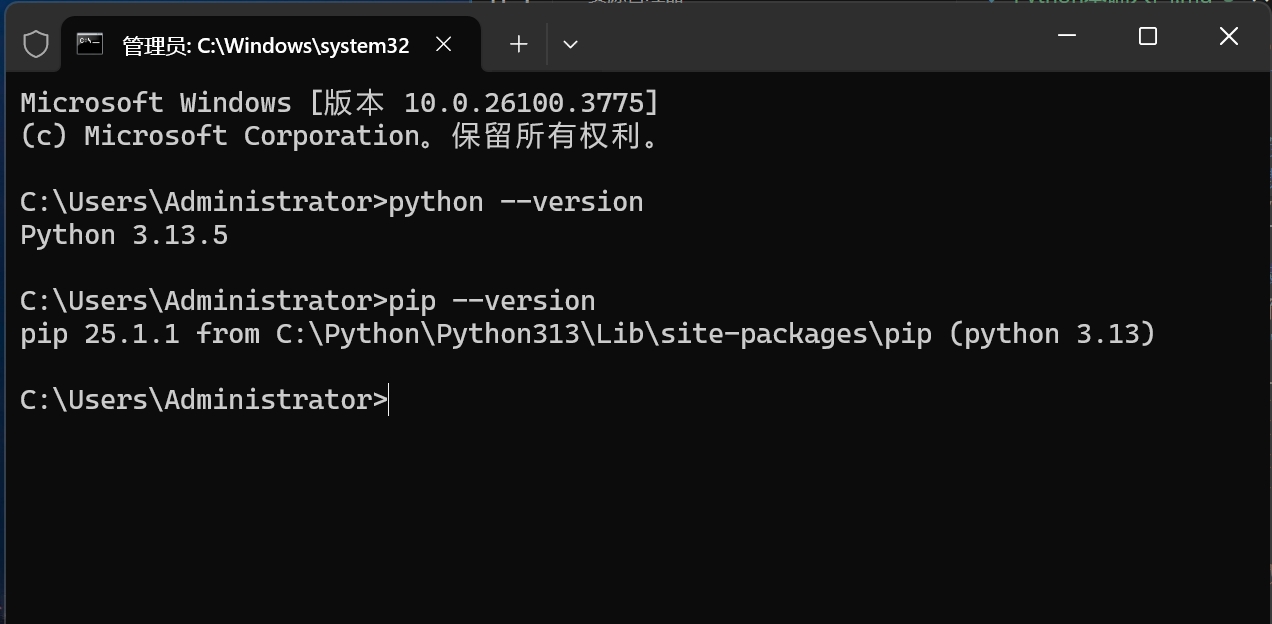 管理员: C:\Windows\system32
Microsoft Windows [版本 10.0.26100.3775]
(c) Microsoft Corporation。保留所有权利。
C:\Users\Administrator>python --version
Python 3.13.5
C:\Users\Administrator>pip --version
pip 25.1.1 from C:\Python\Python313\Lib\site-packages\pip (python 3.13)
C:\Users\Administrator>